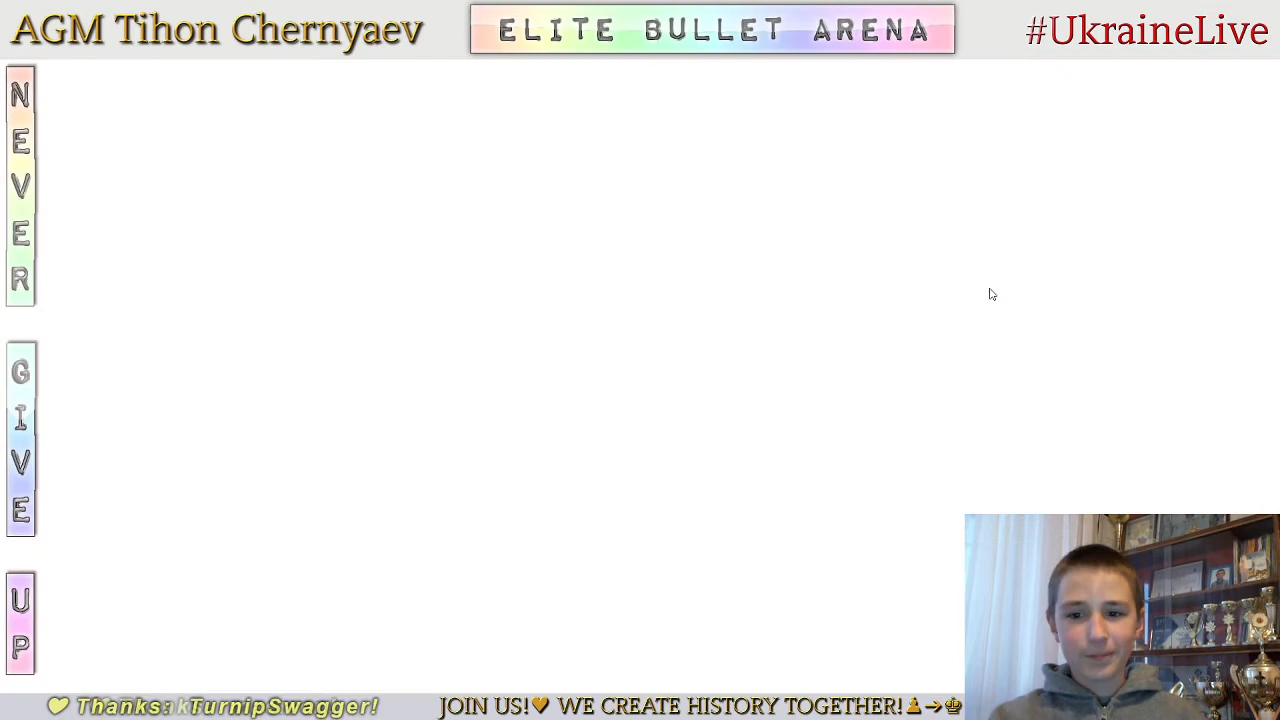 AGM Tihon Chernyaev
ELITE BULLET ARENA
#UkraineLive
NEVER
GIVE
UP
Thanks: TurnipSwagger!
JOIN US! WE CREATE HISTORY TOGETHER!